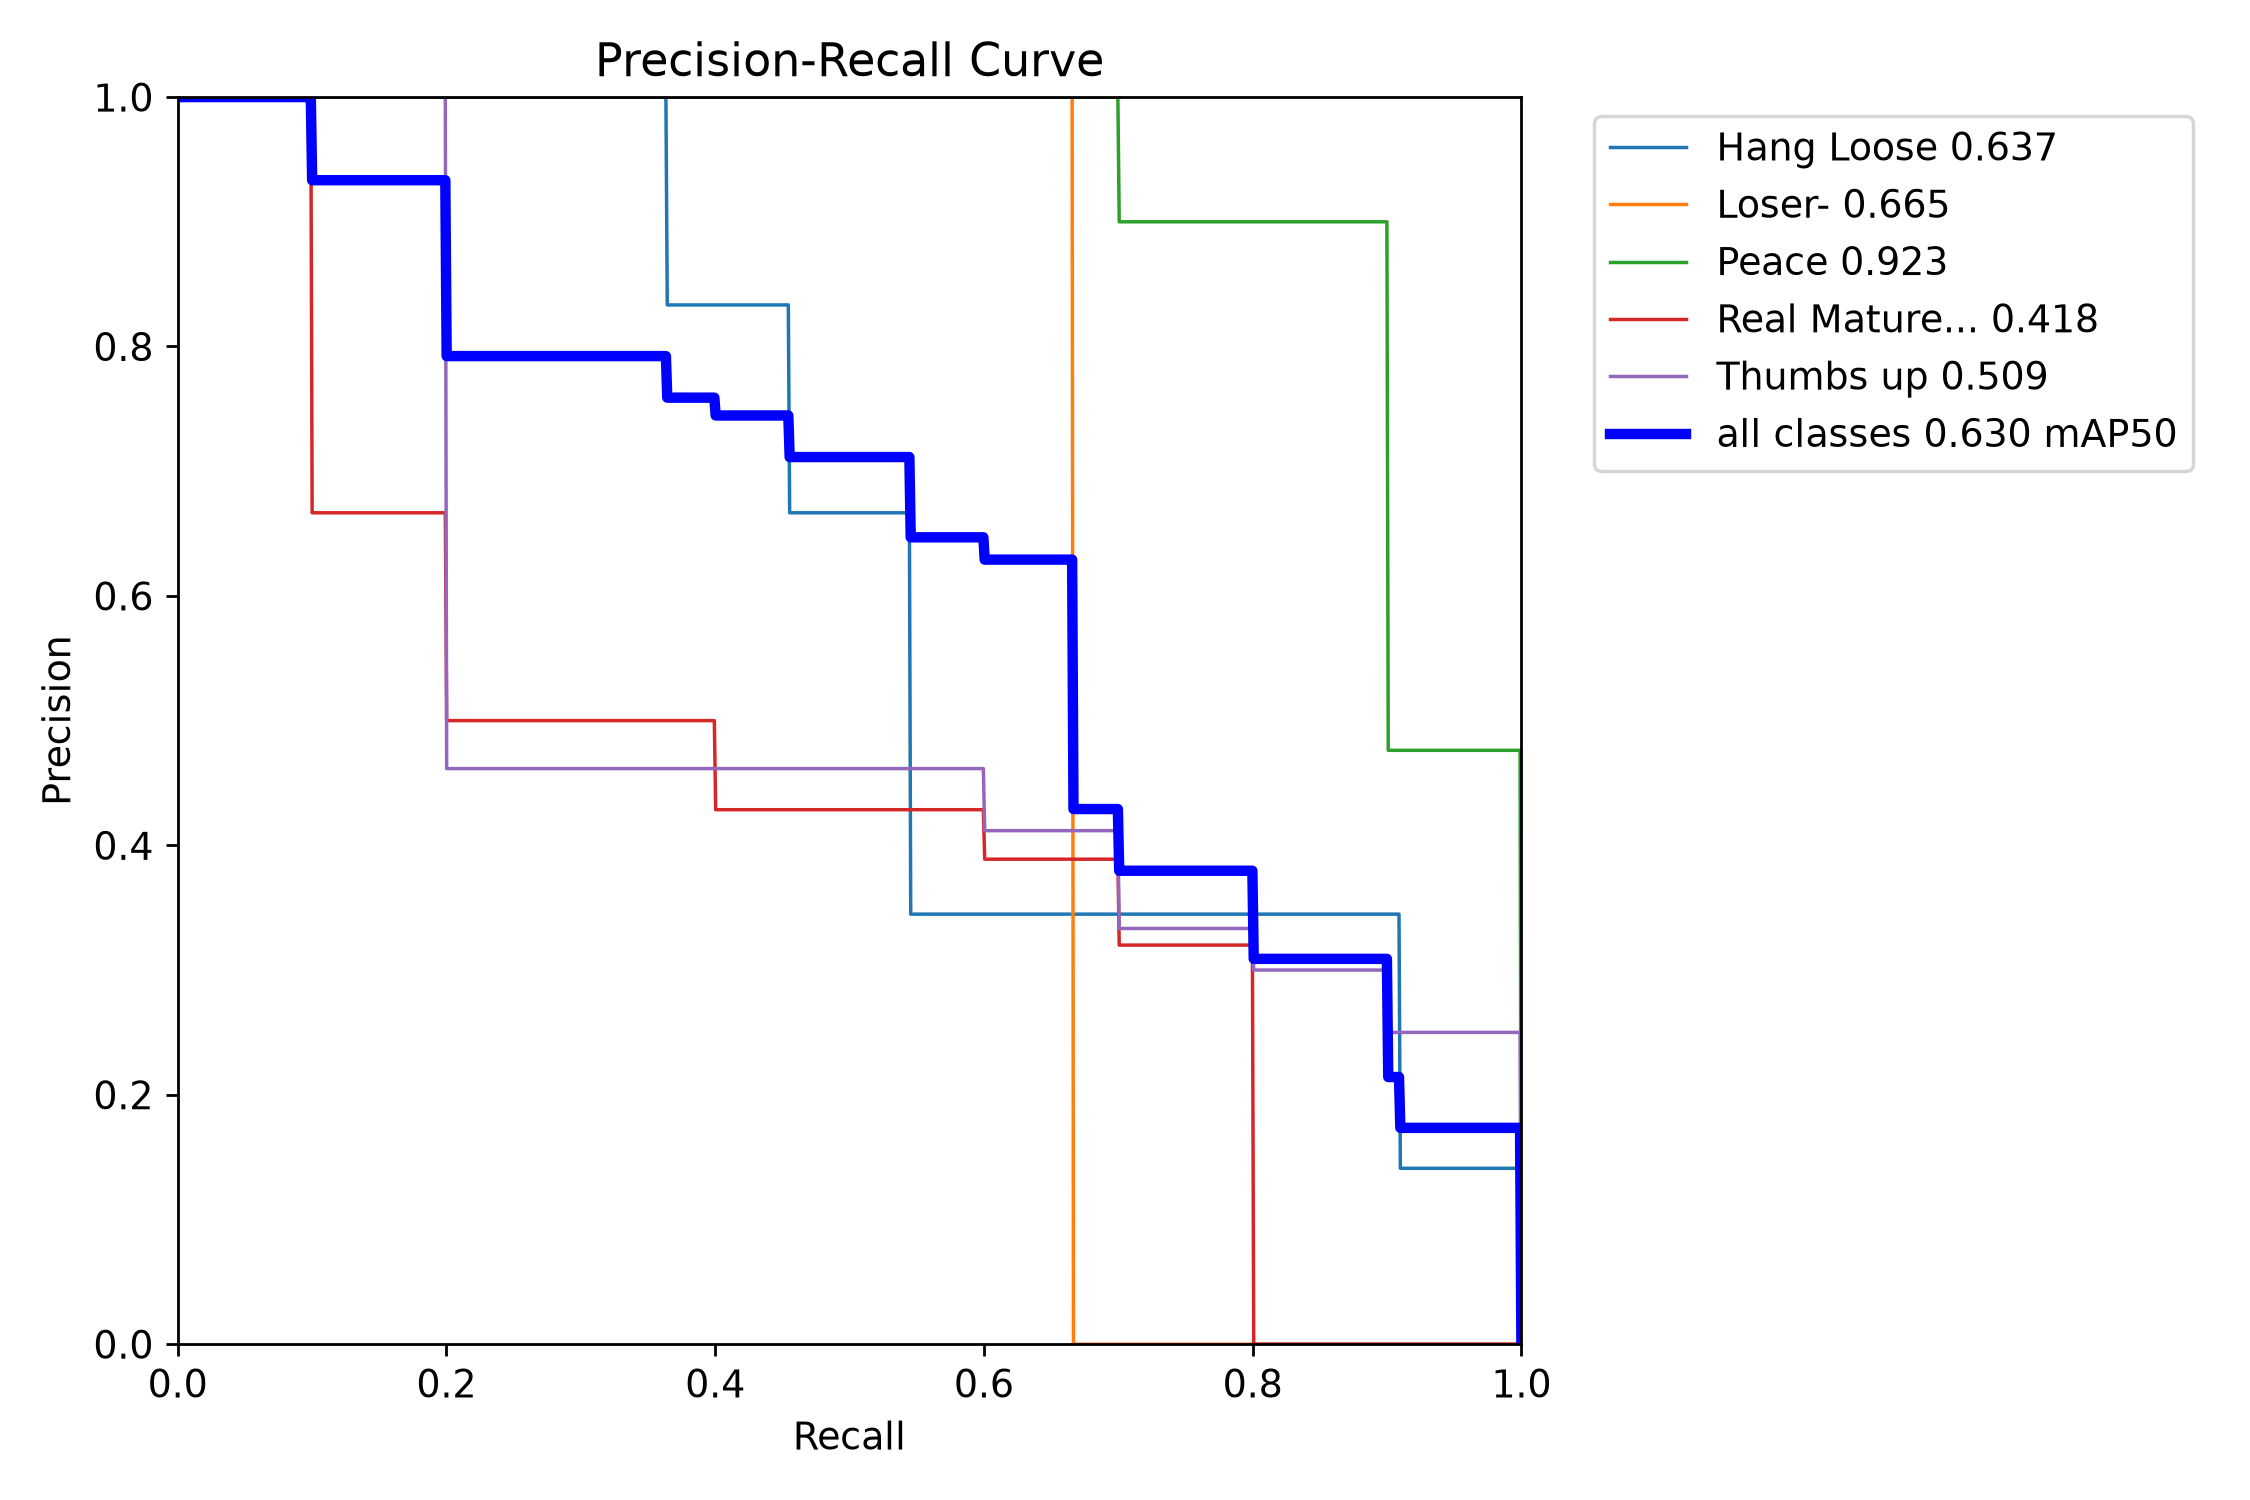 Precision-Recall Curve
1.0
0.8
0.6
0.4
0.2
0.0
Precision
0.0 0.2 0.4 0.6 0.8 1.0
Recall
Hang Loose 0.637
Loser- 0.665
Peace 0.923
Real Mature... 0.418
Thumbs up 0.509
all classes 0.630 mAP50